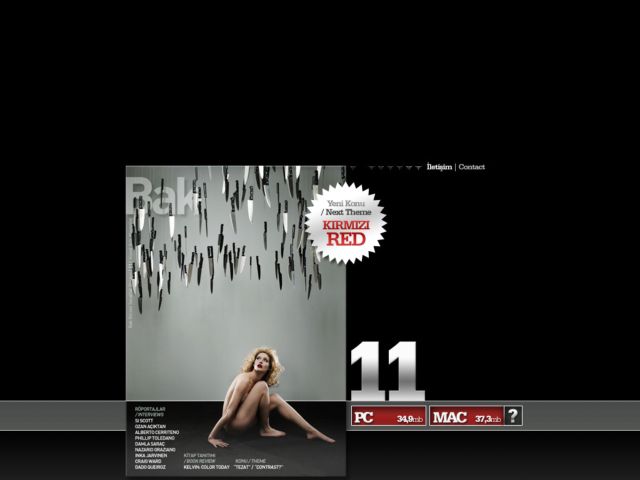 İletişim | Contact
Bak
Yeni Konu
/ Next Theme
KIRMIZI
RED
11
PC 34,9mb
MAC 37,3mb ?
RÖPORTAJLAR
/ INTERVIEWS
SI SCOTT
OZAN AÇIKTAN
ALBERTO CERRITENO
PHILLIP TOLEDANO
DAMLA SARAÇ
NAZARIO GRAZIANO
INKA JARVINEN
CRAIG WARD
DADO QUEIROZ
KİTAP TANITIMI
/ BOOK REVIEW
KELVIN: COLOR TODAY
KONU / THEME
"TEZAT" / "CONTRAST?"